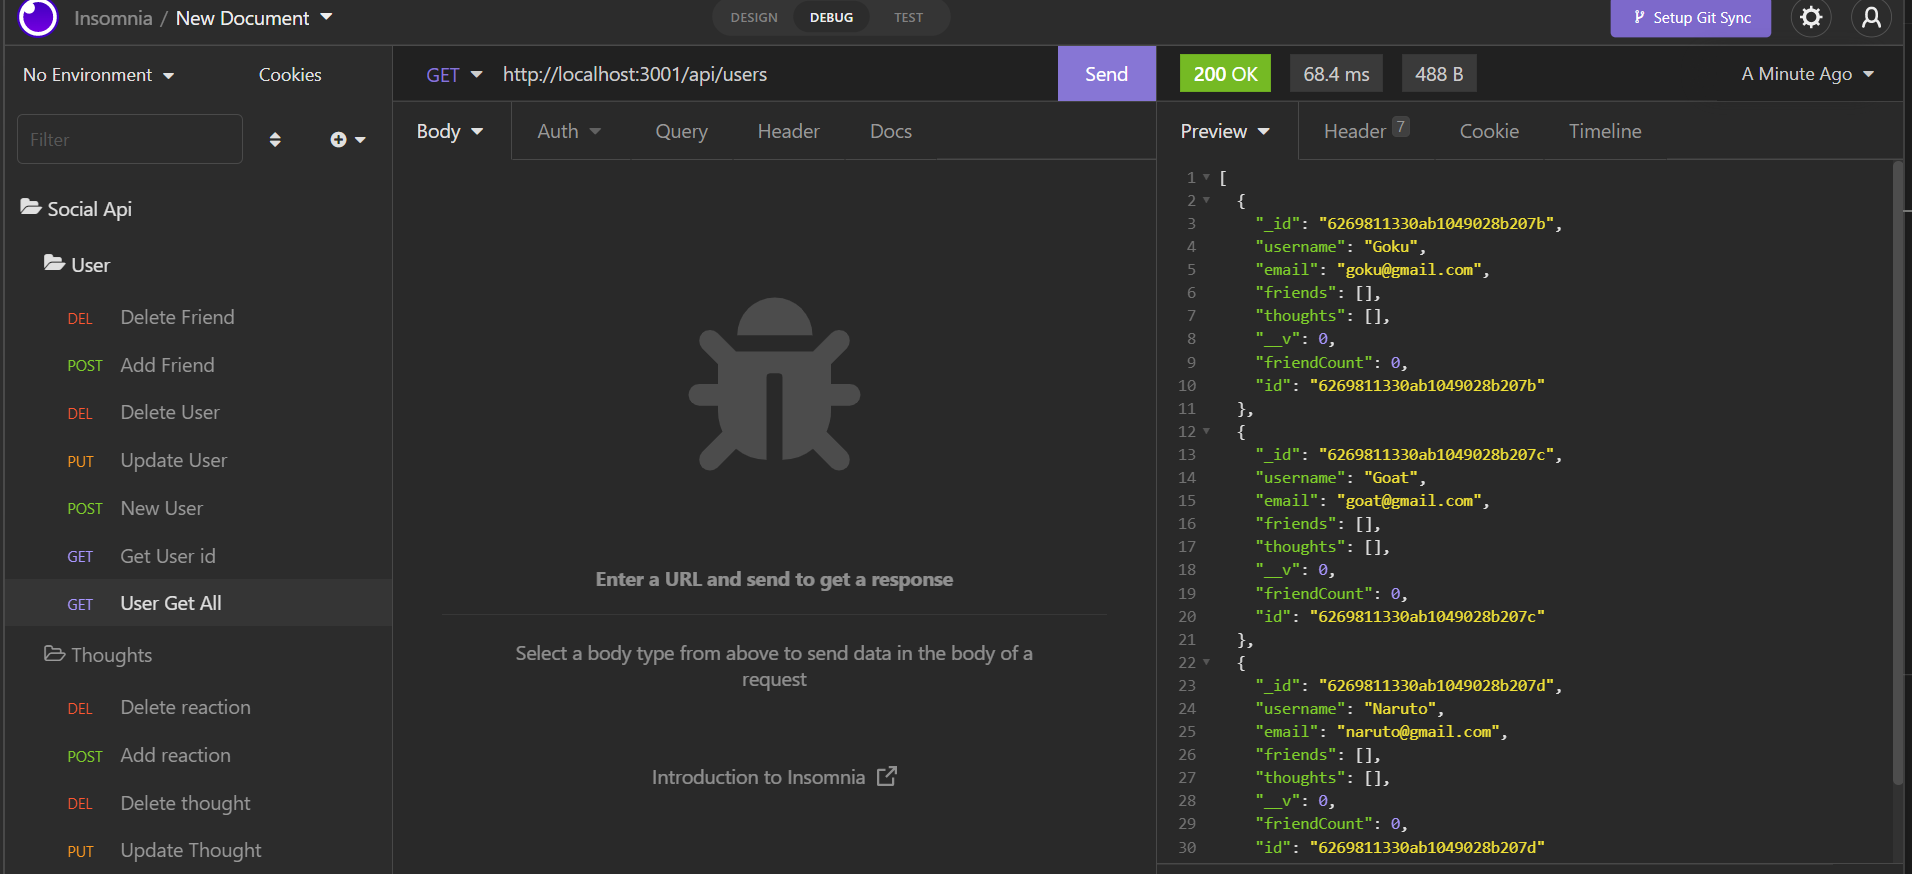 Insomnia / New Document
DESIGN DEBUG TEST
Setup Git Sync
No Environment
Cookies
Filter
Social Api
User
DEL Delete Friend
POST Add Friend
DEL Delete User
PUT Update User
POST New User
GET Get User id
GET User Get All
Thoughts
DEL Delete reaction
POST Add reaction
DEL Delete thought
PUT Update Thought
GET http://localhost:3001/api/users Send
Body Auth Query Header Docs
Enter a URL and send to get a response
Select a body type from above to send data in the body of a
request
Introduction to Insomnia
200 OK 68.4 ms 488 B A Minute Ago
Preview Header 7 Cookie Timeline
1 [
2 {
3 "_id": "6269811330ab1049028b207b",
4 "username": "Goku",
5 "email": "goku@gmail.com",
6 "friends": [],
7 "thoughts": [],
8 "__v": 0,
9 "friendCount": 0,
10 "id": "6269811330ab1049028b207b"
11 },
12 {
13 "_id": "6269811330ab1049028b207c",
14 "username": "Goat",
15 "email": "goat@gmail.com",
16 "friends": [],
17 "thoughts": [],
18 "__v": 0,
19 "friendCount": 0,
20 "id": "6269811330ab1049028b207c"
21 },
22 {
23 "_id": "6269811330ab1049028b207d",
24 "username": "Naruto",
25 "email": "naruto@gmail.com",
26 "friends": [],
27 "thoughts": [],
28 "__v": 0,
29 "friendCount": 0,
30 "id": "6269811330ab1049028b207d"